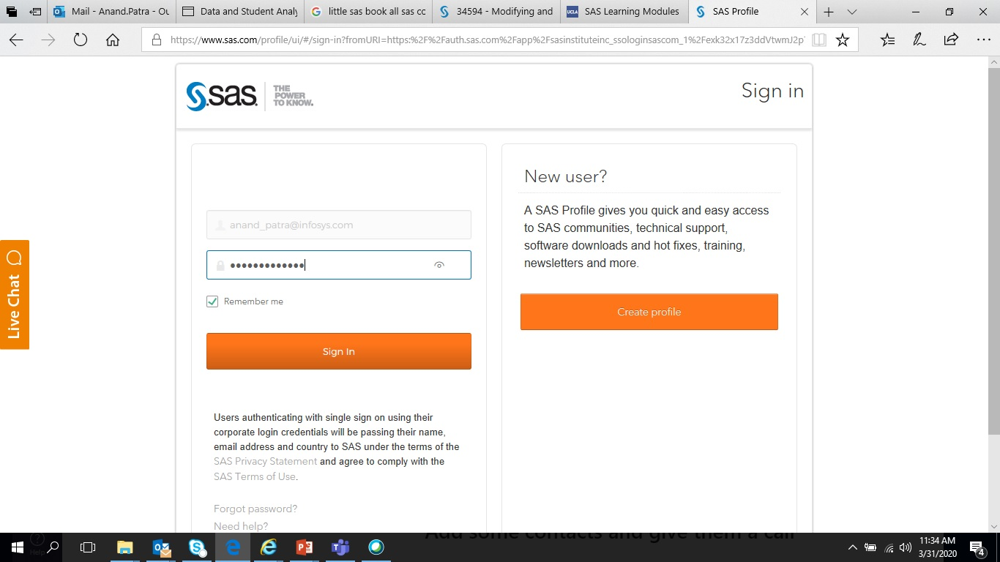 Mail - Anand.Patra - Ou
Data and Student Analy
little sas book all sas co
34594 - Modifying and
UCLA
SAS Learning Modules
SAS Profile
https://www.sas.com/profile/ui/#/sign-in?fromURI=https:%2F%2Fauth.sas.com%2Fapp%2Fsasinstituteinc_ssologinsascom_1%2Fexk32x17z3ddVtwmJ2p
sas
THE
POWER
TO KNOW.
Sign in
anand_patra@infosys.com
Remember me
Sign In
Users authenticating with single sign on using their
corporate login credentials will be passing their name,
email address and country to SAS under the terms of the
SAS Privacy Statement and agree to comply with the
SAS Terms of Use.
Forgot password?
Need help?
New user?
A SAS Profile gives you quick and easy access
to SAS communities, technical support,
software downloads and hot fixes, training,
newsletters and more.
Create profile
Live Chat
Add some contacts and give them a call
Help
11:34 AM
3/31/2020
4